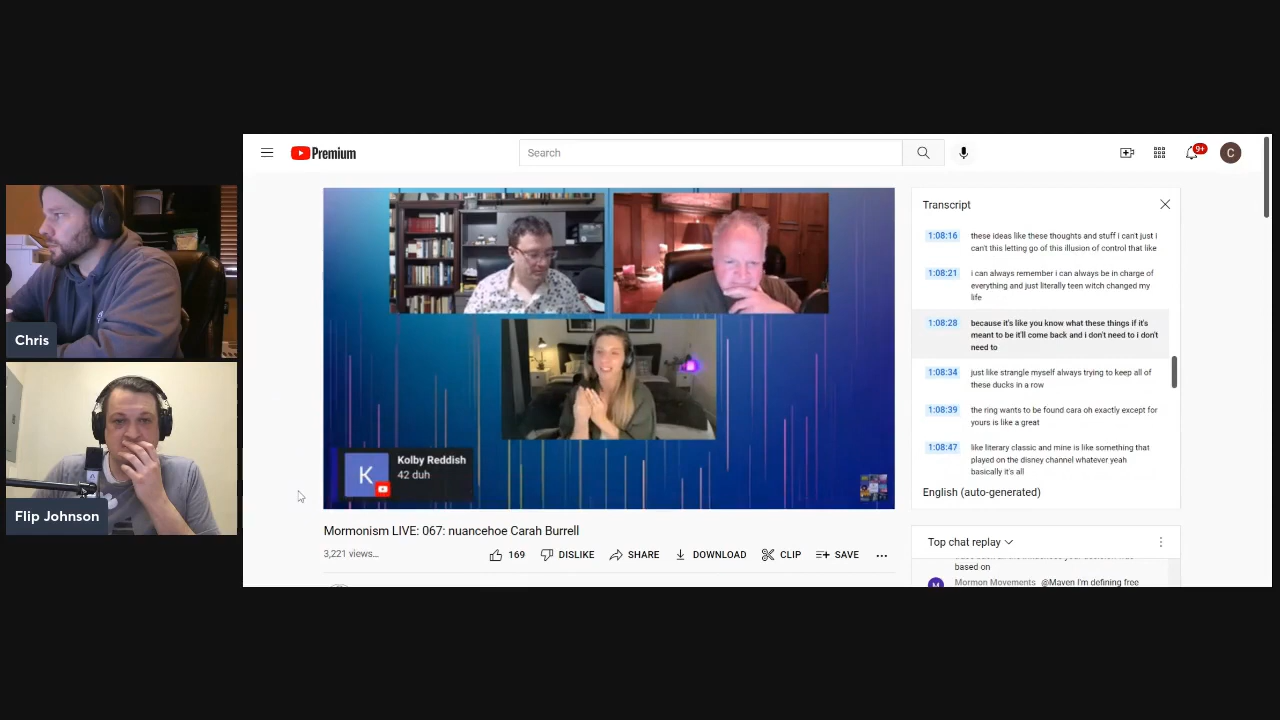 Chris
Flip Johnson
Premium
Search
9+
C
K
Kolby Reddish
42 duh
Mormonism LIVE: 067: nuancehoe Carah Burrell
3,221 views...
169
DISLIKE
SHARE
DOWNLOAD
CLIP
SAVE
Transcript
1:08:16
these ideas like these thoughts and stuff i can't just i
can't this letting go of this illusion of control that like
1:08:21
i can always remember i can always be in charge of
everything and just literally teen witch changed my
life
1:08:28
because it's like you know what these things if it's
meant to be it'll come back and i don't need to i don't
need to
1:08:34
just like strangle myself always trying to keep all of
these ducks in a row
1:08:39
the ring wants to be found cara oh exactly except for
yours is like a great
1:08:47
like literary classic and mine is like something that
played on the disney channel whatever yeah
basically it's all
English (auto-generated)
Top chat replay
based on
M
Mormon Movements @Maven I'm defining free